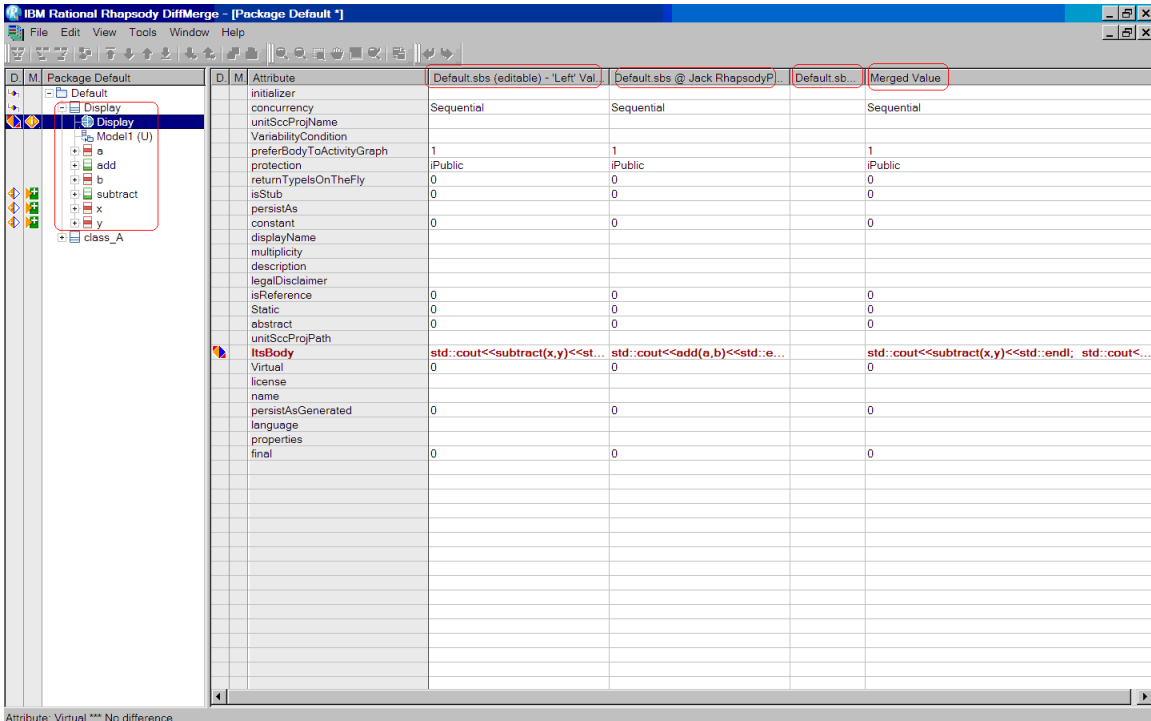 IBM Rational Rhapsody DiffMerge - [Package Default *]
File Edit View Tools Window Help
D. M. Package Default
Default
Display
Display
Model1 (U)
a
add
b
subtract
x
y
class_A
D. M. Attribute Default.sbs (editable) - 'Left' Val... Default.sbs @ Jack RhapsodyP... Default.sb... Merged Value
initializer
concurrency Sequential Sequential Sequential
unitSccProjName
VariabilityCondition
preferBodyToActivityGraph 1 1 1
protection iPublic iPublic iPublic
returnTypeIsOnTheFly 0 0 0
isStub 0 0 0
persistAs
constant 0 0 0
displayName
multiplicity
description
legalDisclaimer
isReference 0 0 0
Static 0 0 0
abstract 0 0 0
unitSccProjPath
ItsBody std::cout<<subtract(x,y)<<st... std::cout<<add(a,b)<<std::e... std::cout<<subtract(x,y)<<std::endl; std::cout<...
Virtual 0 0 0
license
name
persistAsGenerated 0 0 0
language
properties
final 0 0 0
Attribute: Virtual *** No difference